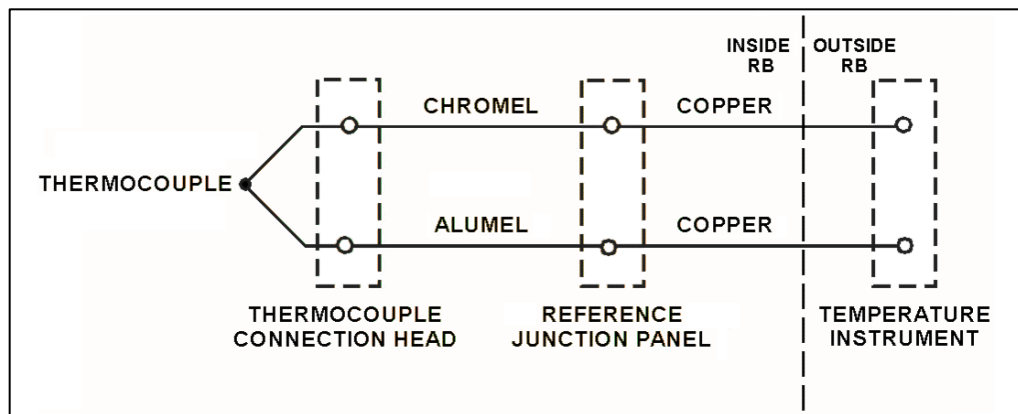 INSIDE
RB
OUTSIDE
RB
CHROMEL
COPPER
THERMOCOUPLE
ALUMEL
COPPER
THERMOCOUPLE
CONNECTION HEAD
REFERENCE
JUNCTION PANEL
TEMPERATURE
INSTRUMENT